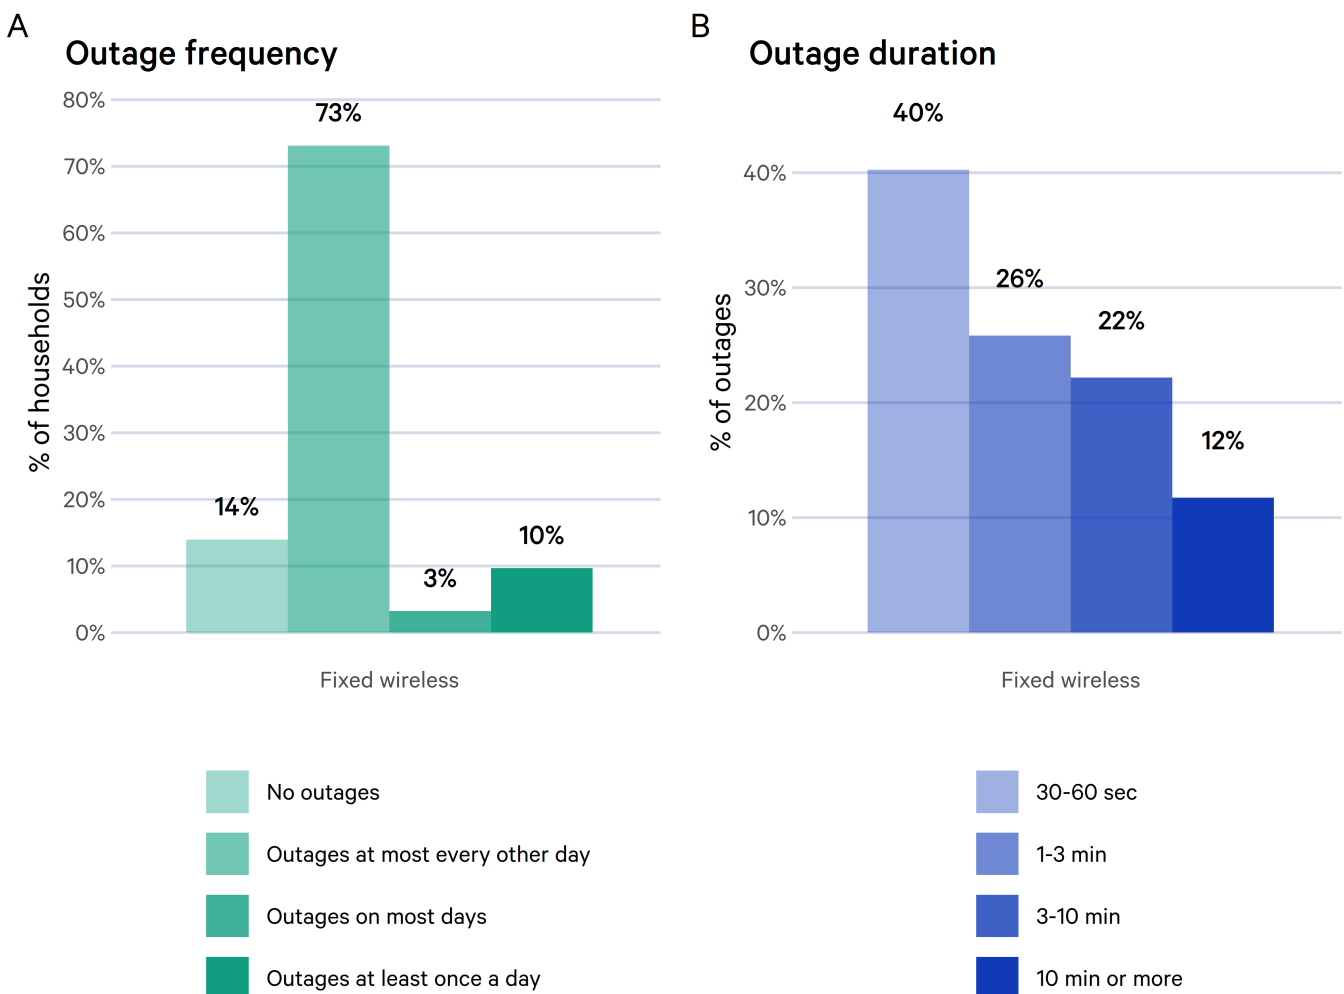 A
Outage frequency
80%
70%
60%
50%
40%
30%
20%
10%
0%
% of households
14%
73%
3%
10%
Fixed wireless
No outages
Outages at most every other day
Outages on most days
Outages at least once a day
B
Outage duration
40%
30%
20%
10%
0%
% of outages
40%
26%
22%
12%
Fixed wireless
30-60 sec
1-3 min
3-10 min
10 min or more